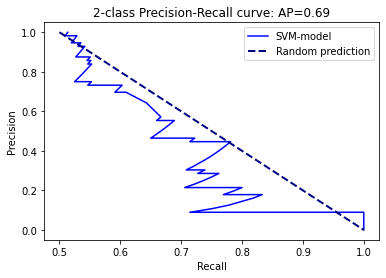 2-class Precision-Recall curve: AP=0.69
SVM-model
Random prediction
Precision
1.0
0.8
0.6
0.4
0.2
0.0
0.5
0.6
0.7
0.8
0.9
1.0
Recall